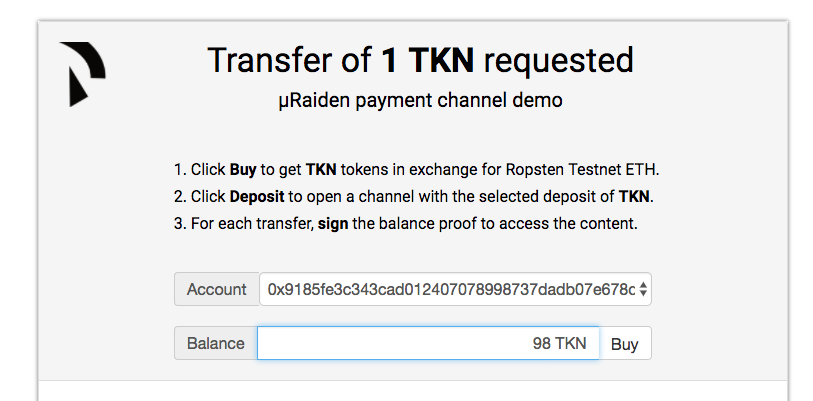 Transfer of 1 TKN requested
µRaiden payment channel demo
1. Click Buy to get TKN tokens in exchange for Ropsten Testnet ETH.
2. Click Deposit to open a channel with the selected deposit of TKN.
3. For each transfer, sign the balance proof to access the content.
Account 0x9185fe3c343cad012407078998737dadb07e678c
Balance 98 TKN Buy